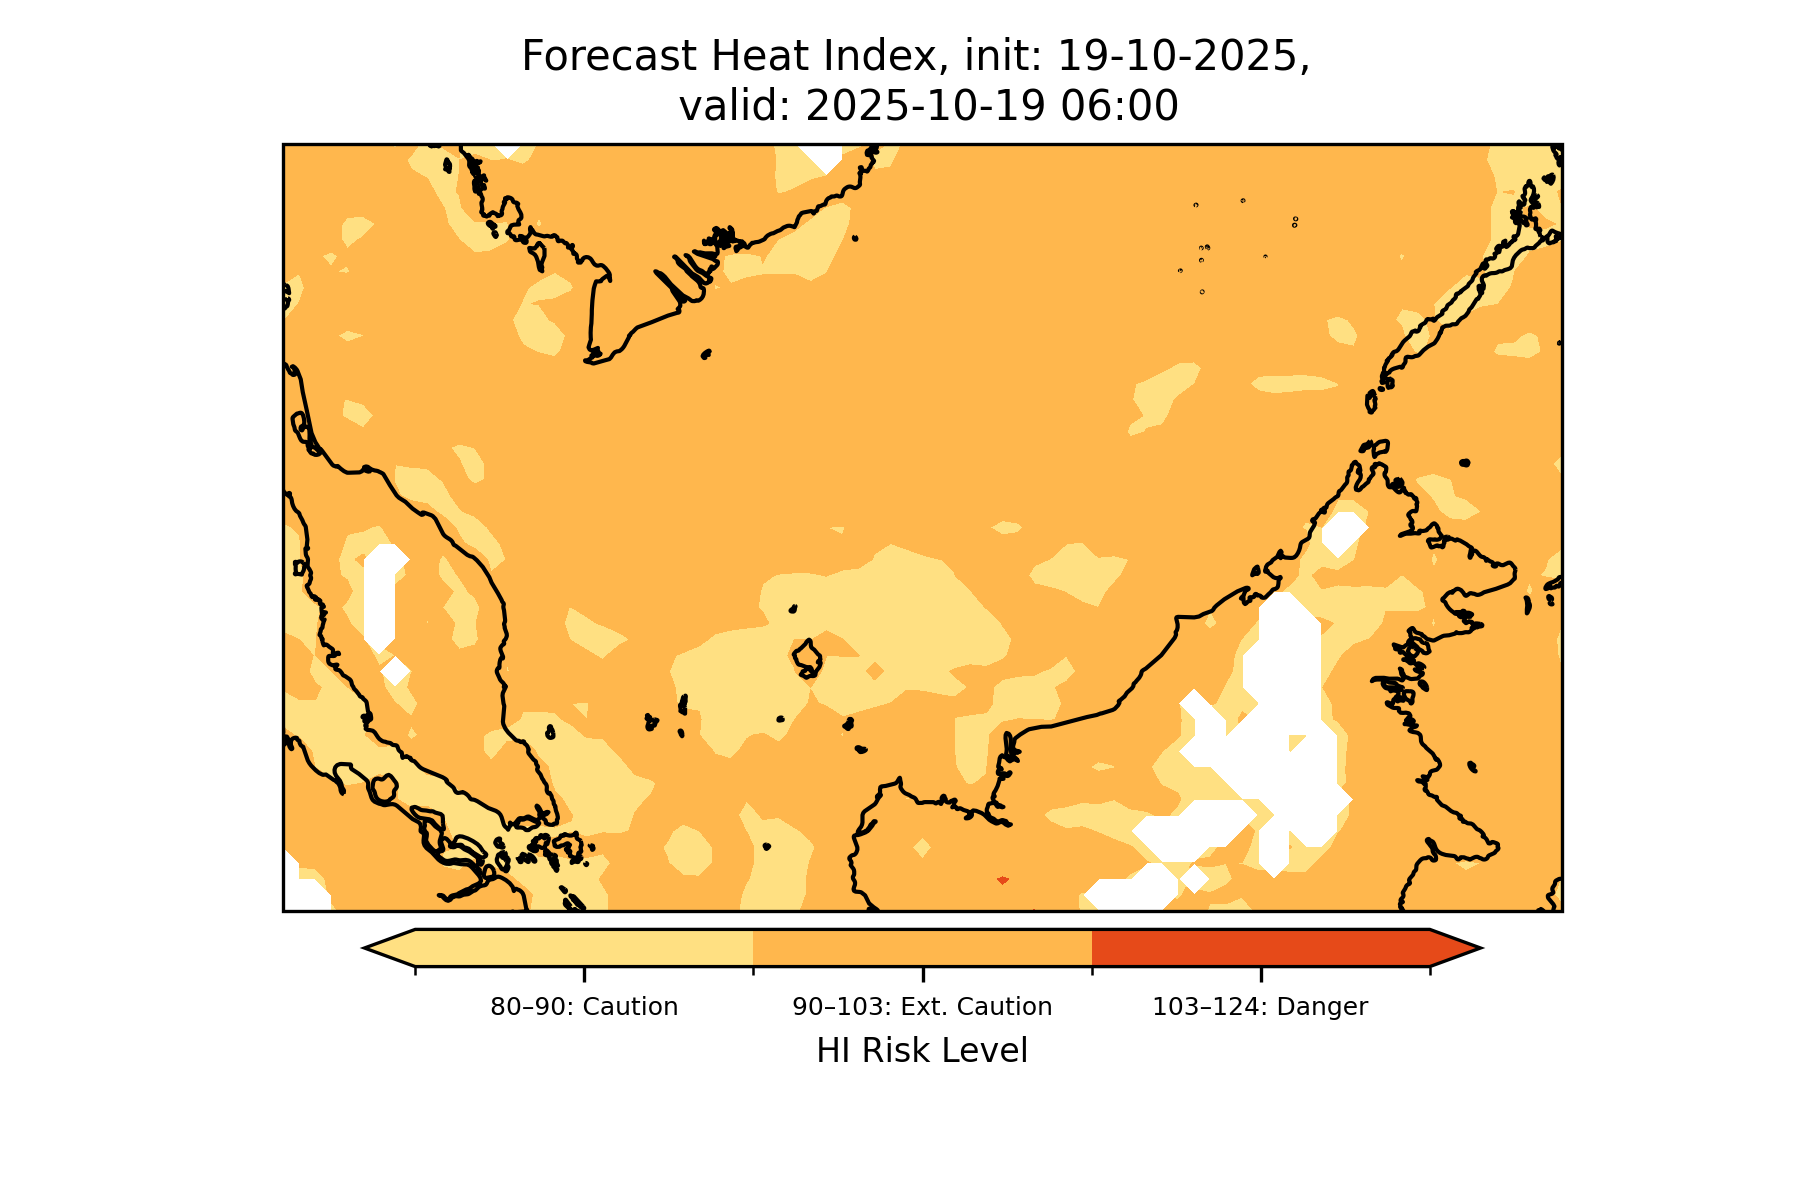 Forecast Heat Index, init: 19-10-2025,
valid: 2025-10-19 06:00
80–90: Caution
90–103: Ext. Caution
103–124: Danger
HI Risk Level